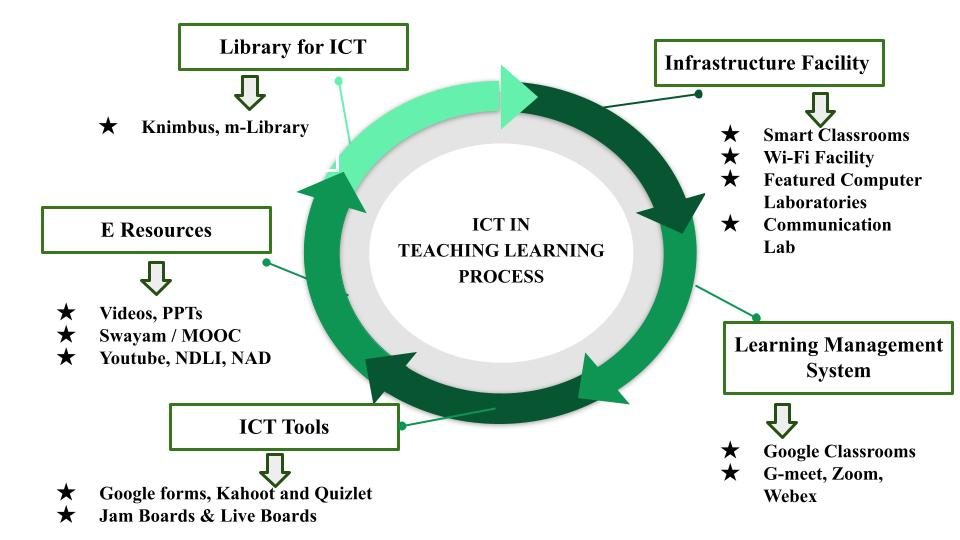 Library for ICT
Knimbus, m-Library
Infrastructure Facility
Smart Classrooms
Wi-Fi Facility
Featured Computer
Laboratories
Communication
Lab
ICT IN
TEACHING LEARNING
PROCESS
E Resources
Videos, PPTs
Swayam / MOOC
Youtube, NDLI, NAD
Learning Management
System
Google Classrooms
G-meet, Zoom,
Webex
ICT Tools
Google forms, Kahoot and Quizlet
Jam Boards & Live Boards